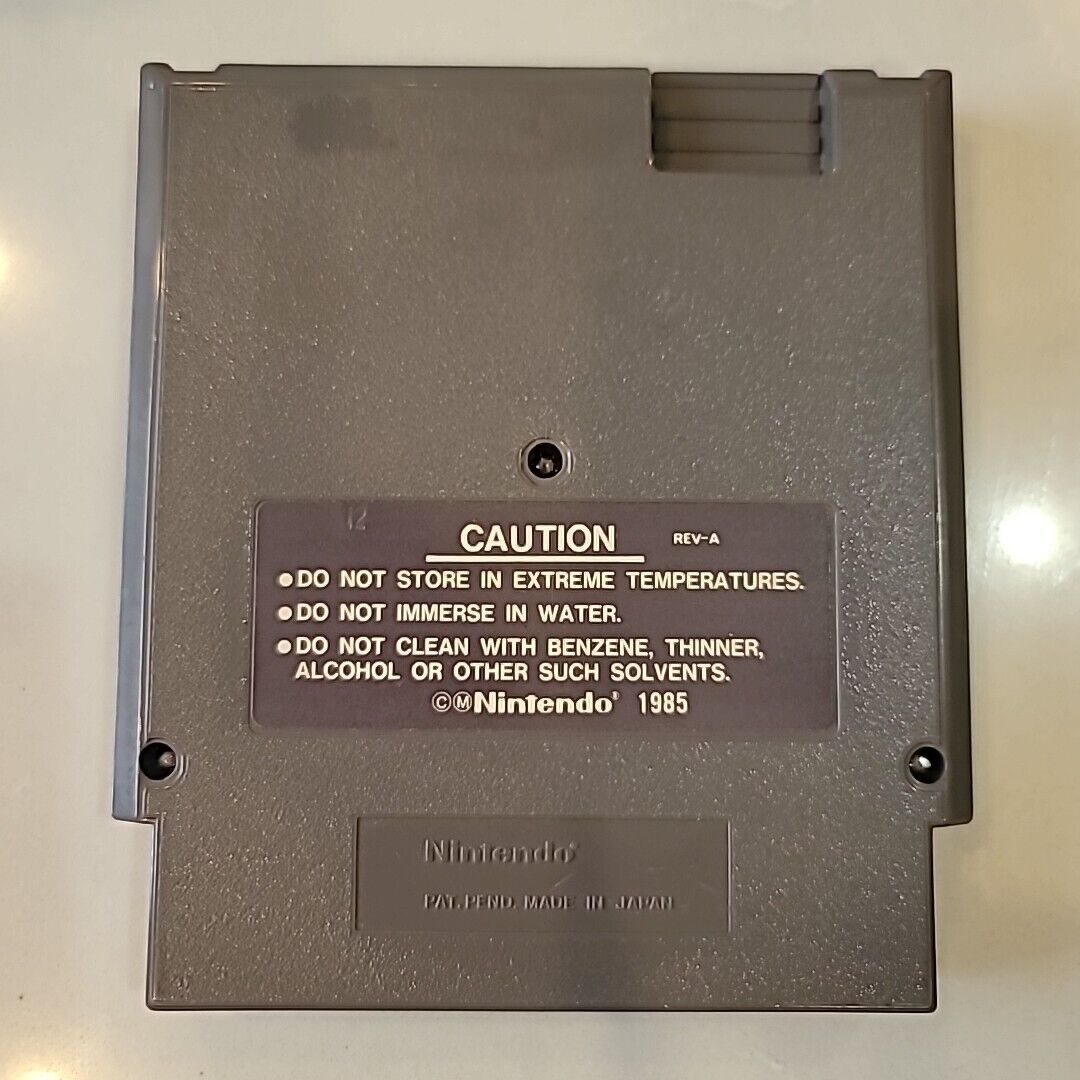 12
CAUTION REV-A
●DO NOT STORE IN EXTREME TEMPERATURES.
●DO NOT IMMERSE IN WATER.
●DO NOT CLEAN WITH BENZENE, THINNER,
ALCOHOL OR OTHER SUCH SOLVENTS.
©ⓂNintendo® 1985
Nintendo®
PAT. PEND. MADE IN JAPAN